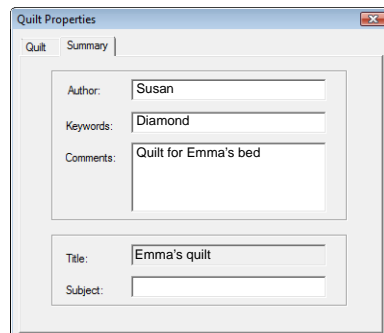 Quilt Properties
Quilt Summary
Author: Susan
Keywords: Diamond
Comments: Quilt for Emma's bed
Title: Emma's quilt
Subject: